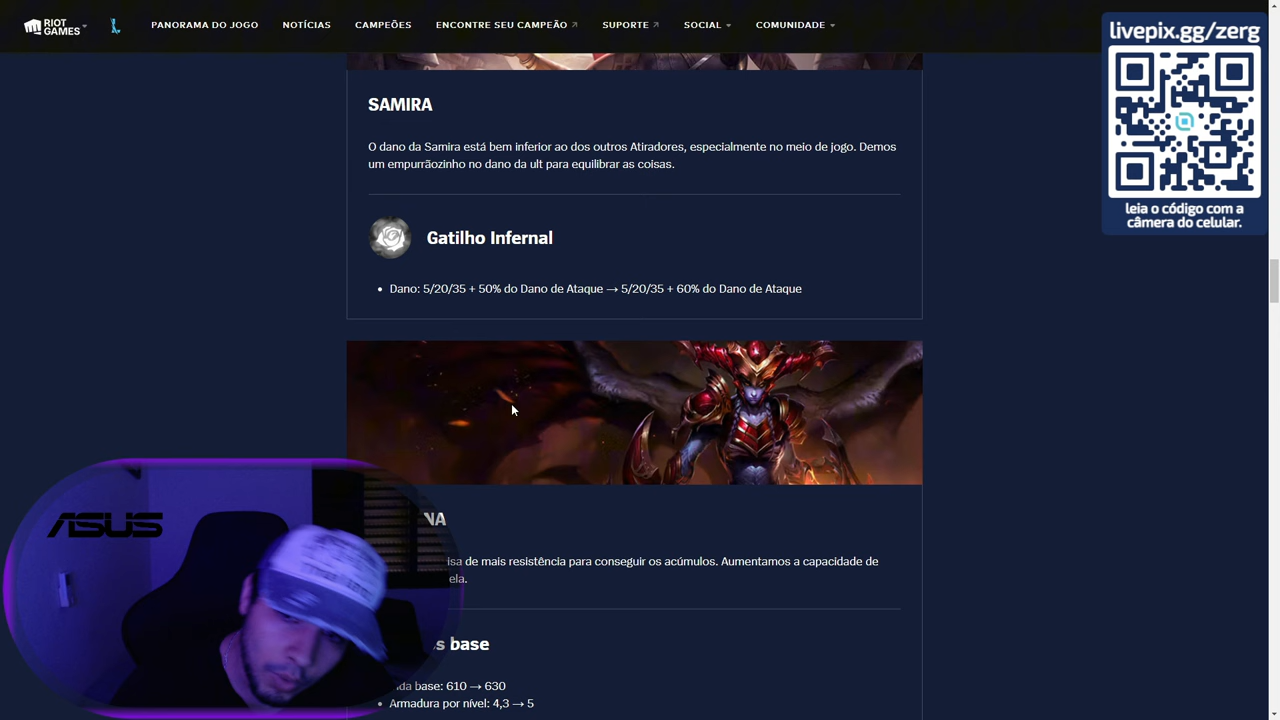 RIOT
GAMES
PANORAMA DO JOGO
NOTÍCIAS
CAMPEÕES
ENCONTRE SEU CAMPEÃO
SUPORTE
SOCIAL
COMUNIDADE
livepix.gg/zerg
leia o código com a
câmera do celular.
SAMIRA
O dano da Samira está bem inferior ao dos outros Atiradores, especialmente no meio de jogo. Demos
um empurrãozinho no dano da ult para equilibrar as coisas.
Gatilho Infernal
• Dano: 5/20/35 + 50% do Dano de Ataque → 5/20/35 + 60% do Dano de Ataque
NA
isa de mais resistência para conseguir os acúmulos. Aumentamos a capacidade de
ela.
s base
da base: 610 → 630
• Armadura por nível: 4,3 → 5
ASUS